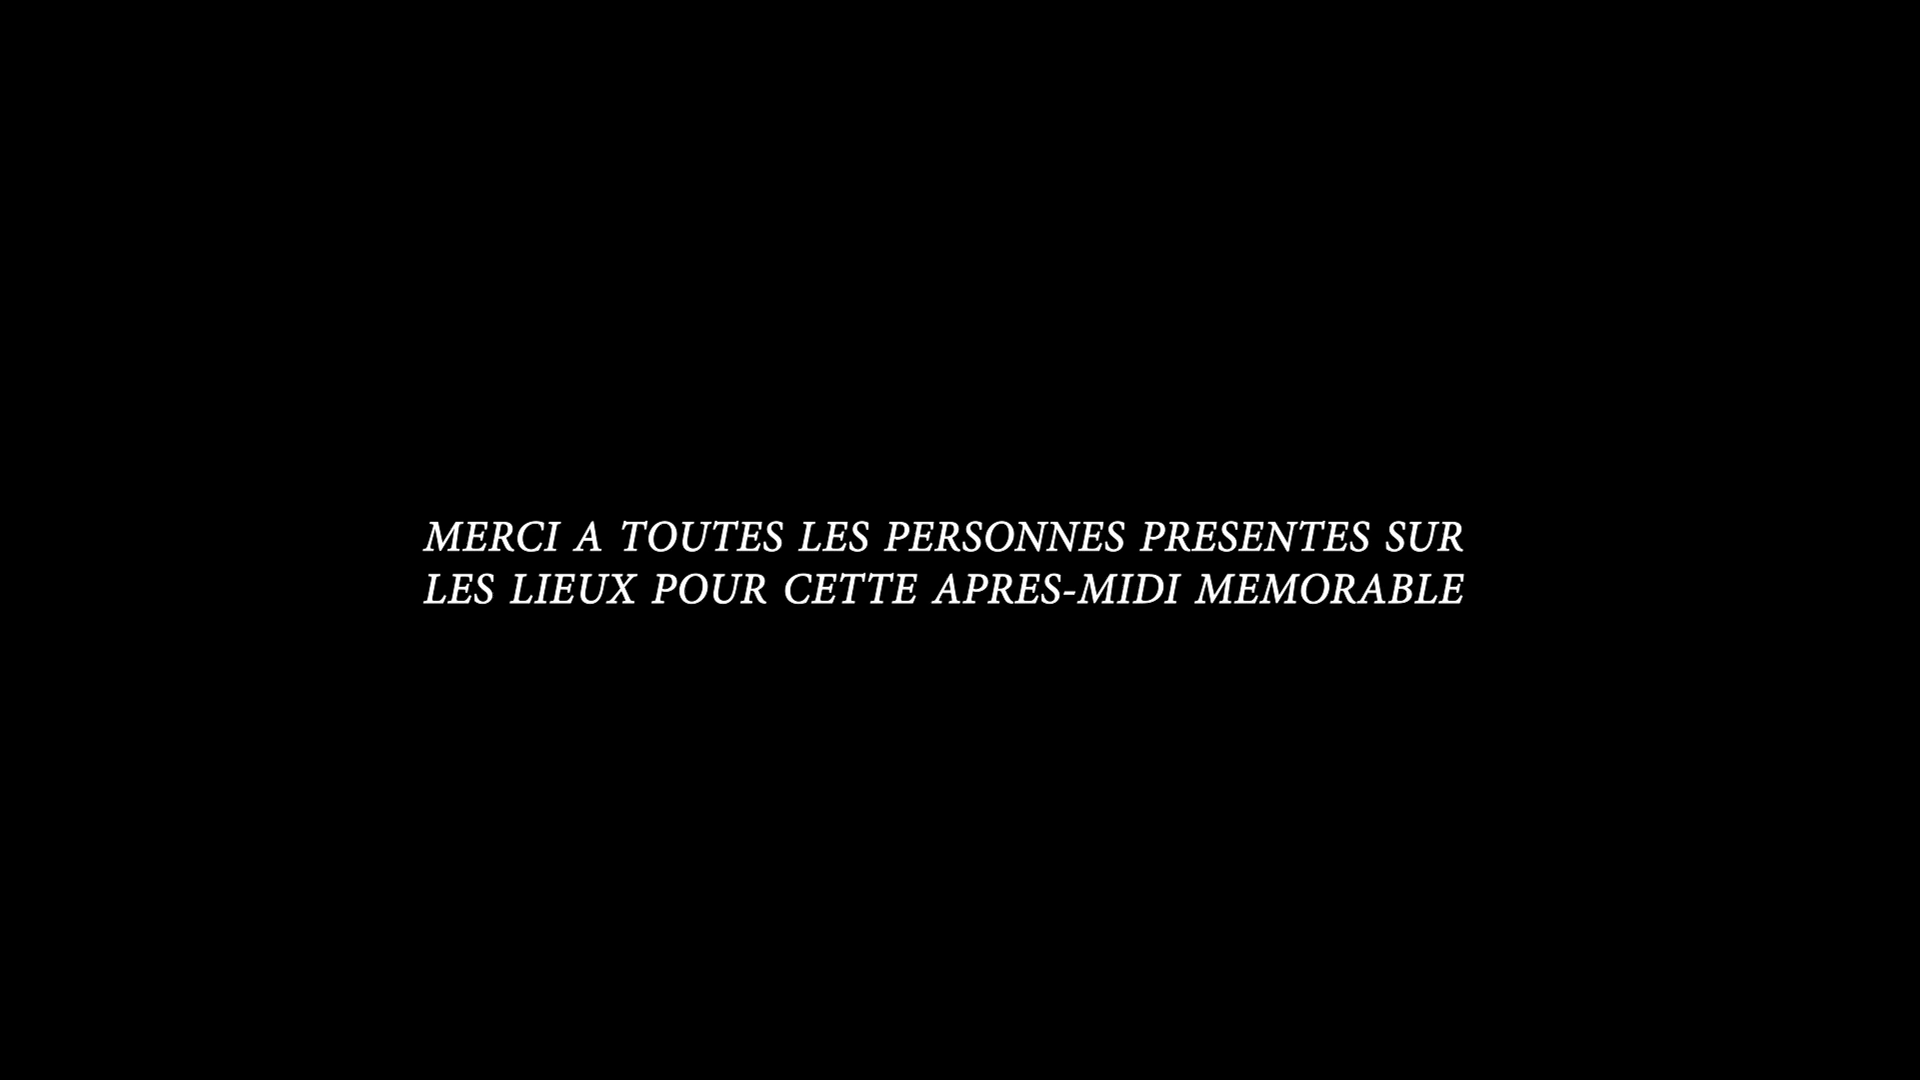 MERCI A TOUTES LES PERSONNES PRESENTES SUR
LES LIEUX POUR CETTE APRES-MIDI MEMORABLE